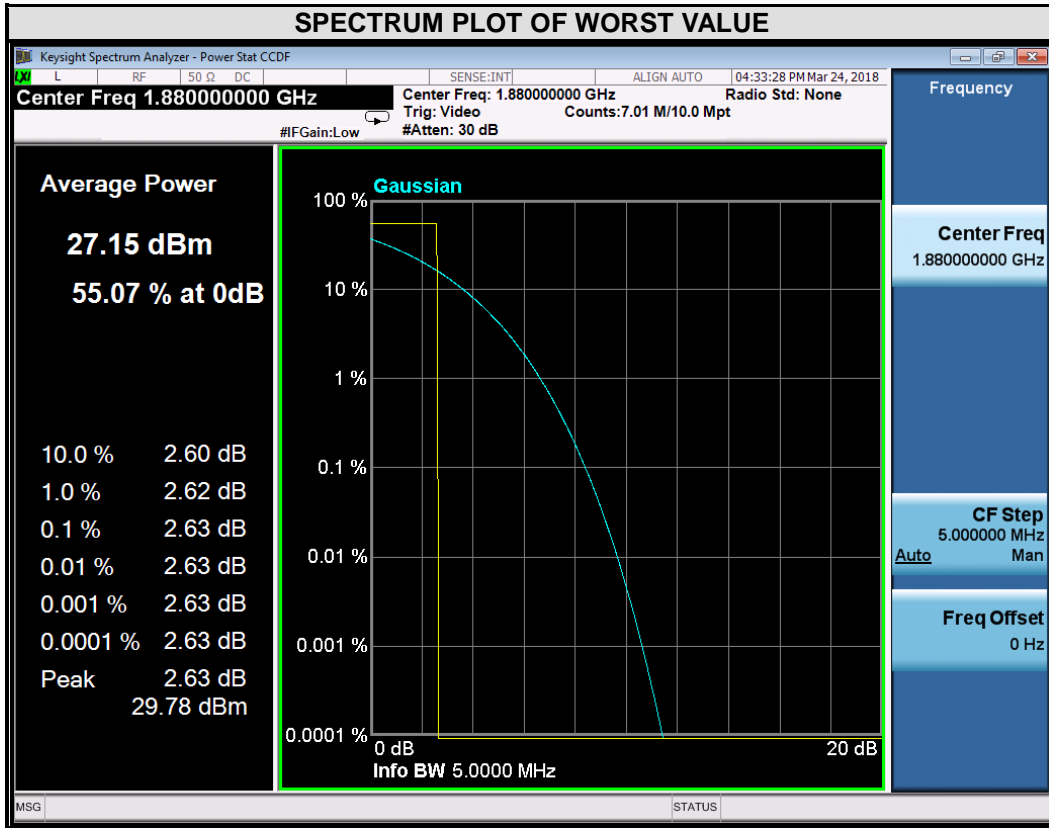 SPECTRUM PLOT OF WORST VALUE
Keysight Spectrum Analyzer - Power Stat CCDF
LXI L RF 50 Ω DC SENSE:INT ALIGN AUTO 04:33:28 PM Mar 24, 2018
Center Freq 1.880000000 GHz
Center Freq: 1.880000000 GHz Radio Std: None
Trig: Video Counts:7.01 M/10.0 Mpt
#IFGain:Low #Atten: 30 dB
Average Power
27.15 dBm
55.07 % at 0dB
10.0 % 2.60 dB
1.0 % 2.62 dB
0.1 % 2.63 dB
0.01 % 2.63 dB
0.001 % 2.63 dB
0.0001 % 2.63 dB
Peak 2.63 dB
29.78 dBm
Gaussian
100 %
10 %
1 %
0.1 %
0.01 %
0.001 %
0.0001 %
0 dB 20 dB
Info BW 5.0000 MHz
Frequency
Center Freq
1.880000000 GHz
CF Step
5.000000 MHz
Auto Man
Freq Offset
0 Hz
MSG STATUS